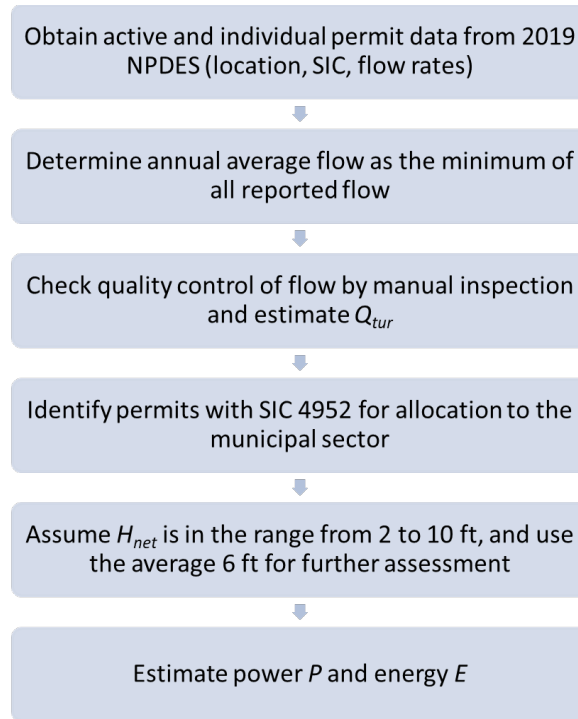 Obtain active and individual permit data from 2019
NPDES (location, SIC, flow rates)
Determine annual average flow as the minimum of
all reported flow
Check quality control of flow by manual inspection
and estimate Qtur
Identify permits with SIC 4952 for allocation to the
municipal sector
Assume Hnet is in the range from 2 to 10 ft, and use
the average 6 ft for further assessment
Estimate power P and energy E